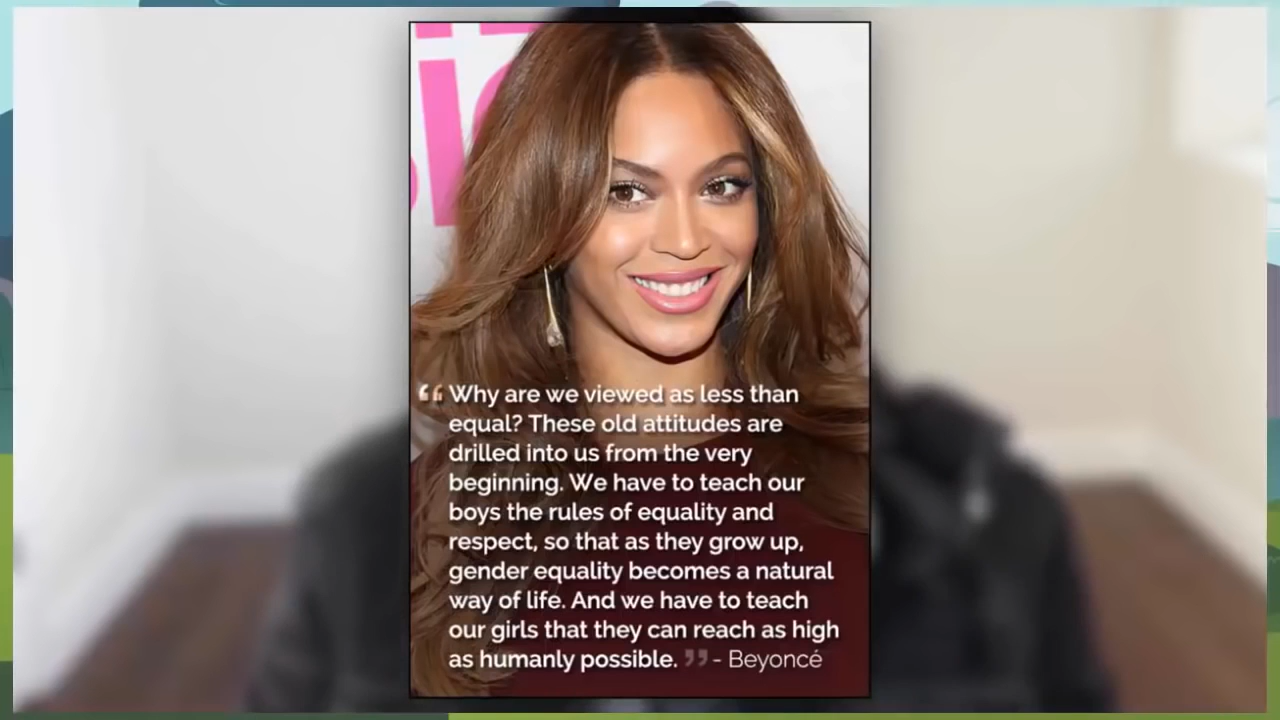 “ Why are we viewed as less than
equal? These old attitudes are
drilled into us from the very
beginning. We have to teach our
boys the rules of equality and
respect, so that as they grow up,
gender equality becomes a natural
way of life. And we have to teach
our girls that they can reach as high
as humanly possible. ” - Beyoncé